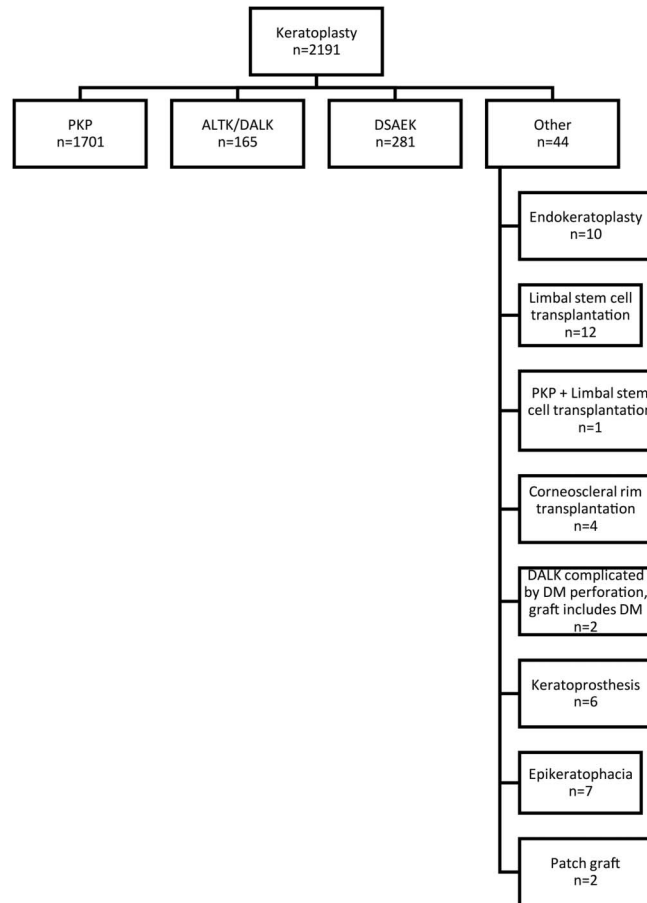 Keratoplasty
n=2191
PKP
n=1701
ALTK/DALK
n=165
DSAEK
n=281
Other
n=44
Endokeratoplasty
n=10
Limbal stem cell
transplantation
n=12
PKP + Limbal stem
cell transplantation
n=1
Corneoscleral rim
transplantation
n=4
DALK complicated
by DM perforation,
graft includes DM
n=2
Keratoprosthesis
n=6
Epikeratophacia
n=7
Patch graft
n=2